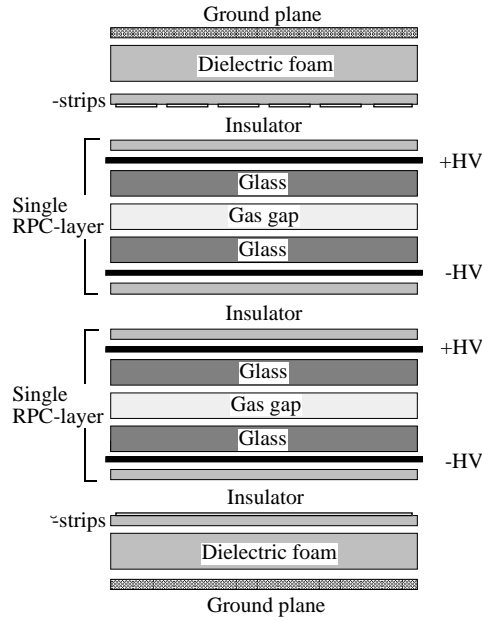 Ground plane
Dielectric foam
-strips
Insulator
+HV
Glass
Single
RPC-layer
Gas gap
Glass
-HV
Insulator
+HV
Glass
Single
RPC-layer
Gas gap
Glass
-HV
Insulator
-strips
Dielectric foam
Ground plane